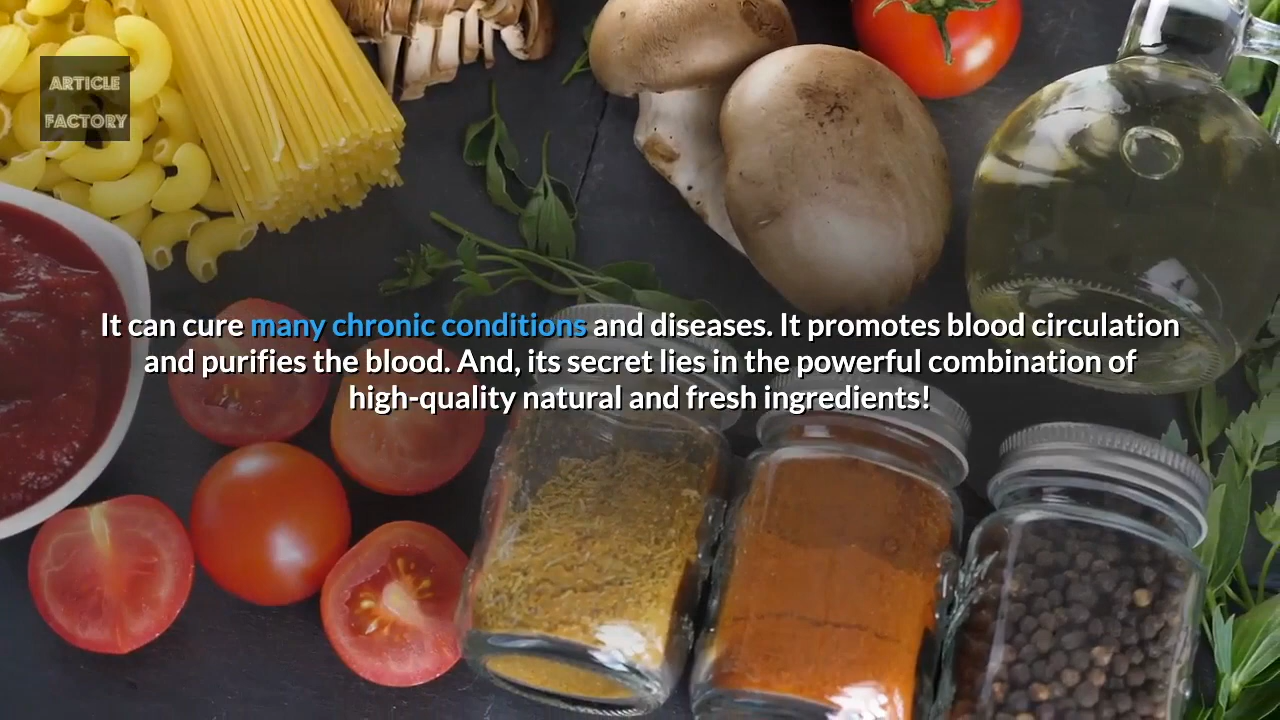 ARTICLE
FACTORY
It can cure many chronic conditions and diseases. It promotes blood circulation
and purifies the blood. And, its secret lies in the powerful combination of
high-quality natural and fresh ingredients!